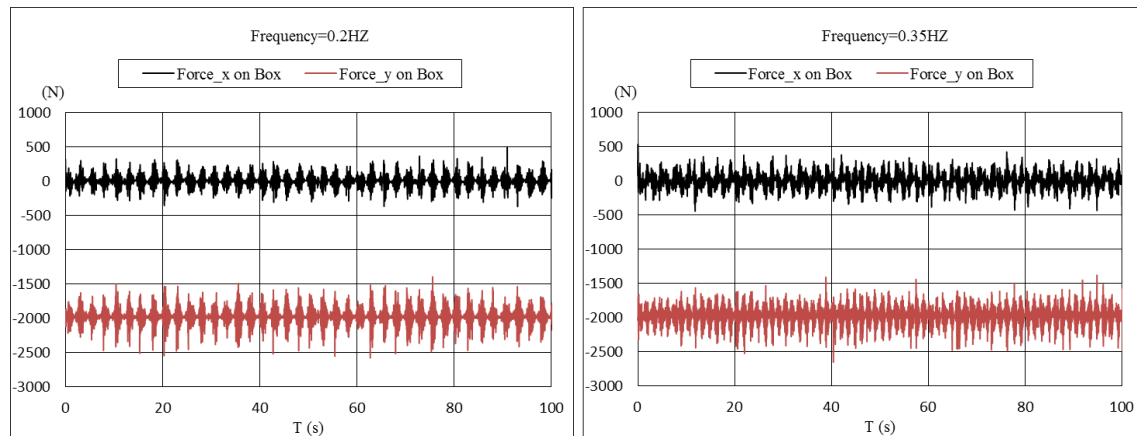 Frequency=0.2HZ
Force_x on Box Force_y on Box
(N)
1000
500
0
-500
-1000
-1500
-2000
-2500
-3000
0 20 40 60 80 100
T (s)
Frequency=0.35HZ
Force_x on Box Force_y on Box
(N)
1000
500
0
-500
-1000
-1500
-2000
-2500
-3000
0 20 40 60 80 100
T (s)